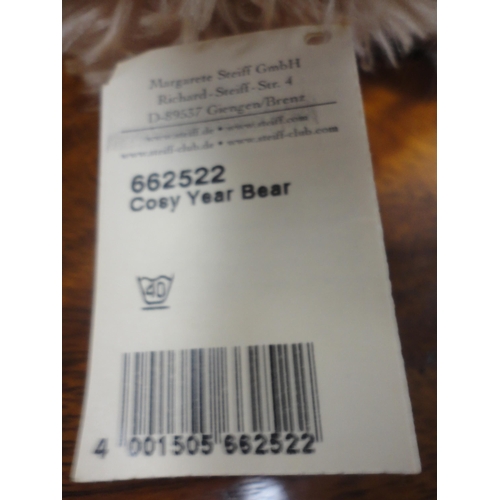 Margarete Steiff GmbH
Richard-Steiff-Str. 4
D-89537 Giengen/Brenz
www.steiff.de • www.steiff.com
www.steiff-club.de • www.steiff-club.com
662522
Cosy Year Bear
40
4 001505 662522